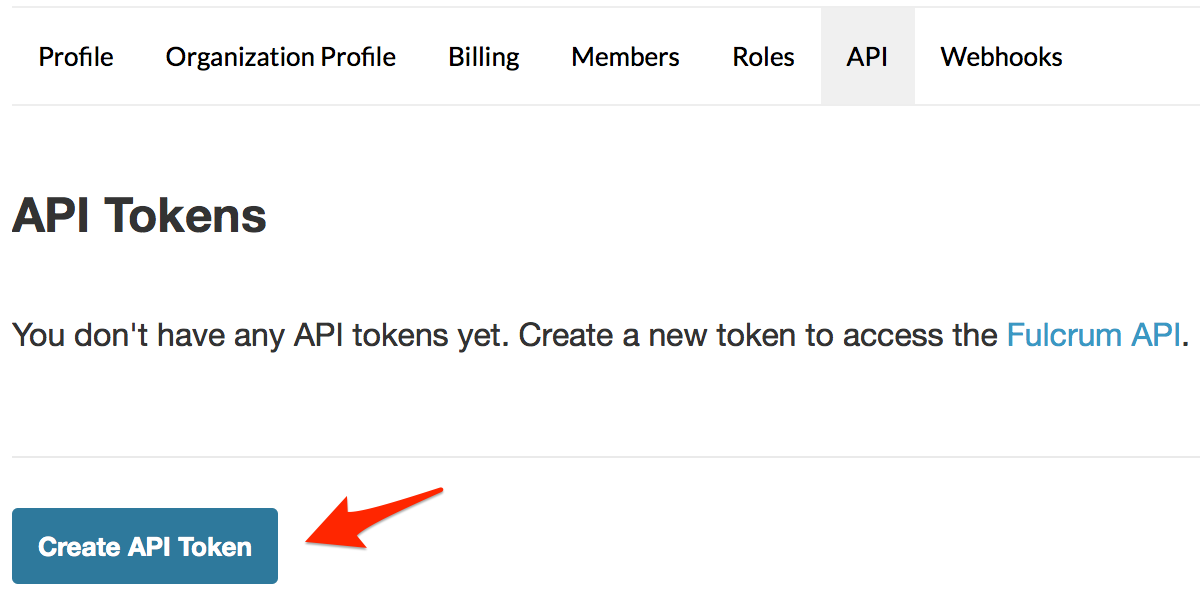 Profile Organization Profile Billing Members Roles API Webhooks
API Tokens
You don't have any API tokens yet. Create a new token to access the Fulcrum API.
Create API Token